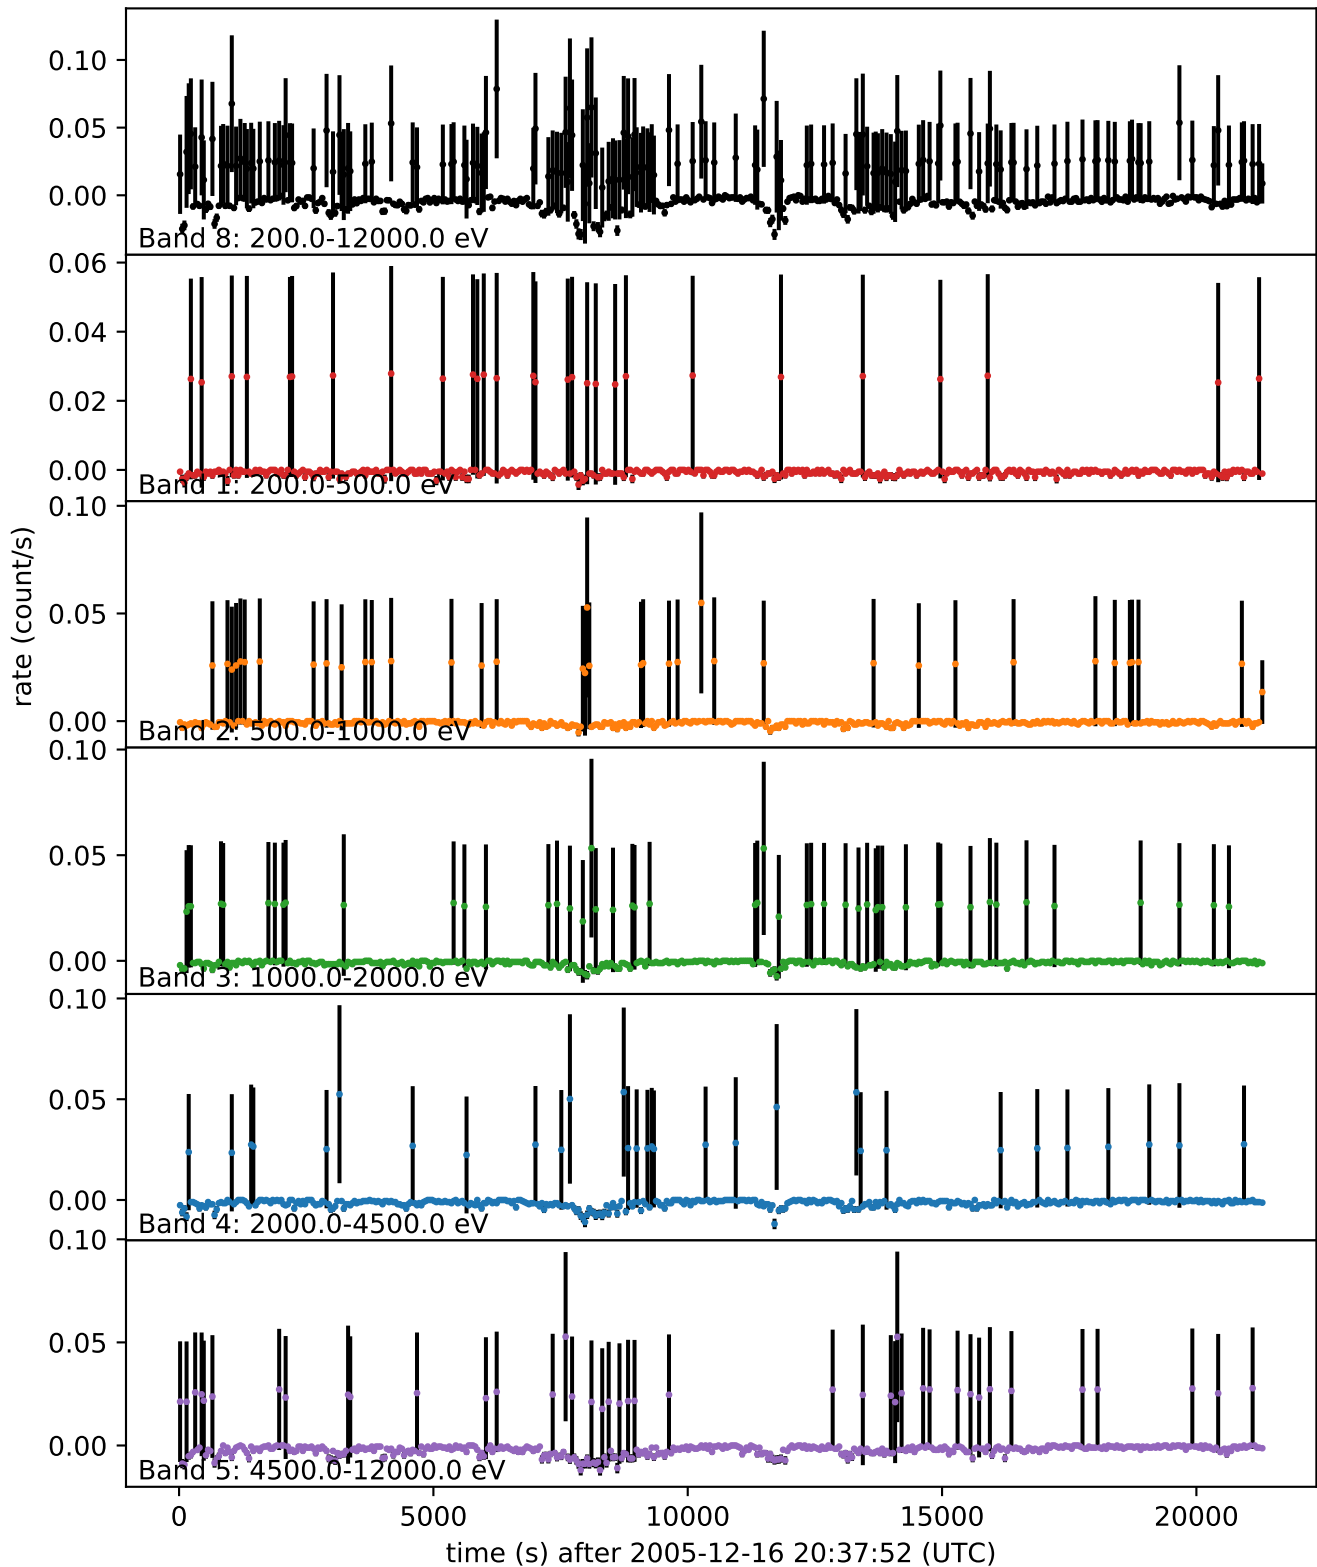 0.10
0.05
0.00
Band 8: 200.0-12000.0 eV
0.06
0.04
0.02
0.00
Band 1: 200.0-500.0 eV
0.10
0.05
0.00
Band 2: 500.0-1000.0 eV
rate (count/s)
0.10
0.05
0.00
Band 3: 1000.0-2000.0 eV
0.10
0.05
0.00
Band 4: 2000.0-4500.0 eV
0.10
0.05
0.00
Band 5: 4500.0-12000.0 eV
0 5000 10000 15000 20000
time (s) after 2005-12-16 20:37:52 (UTC)